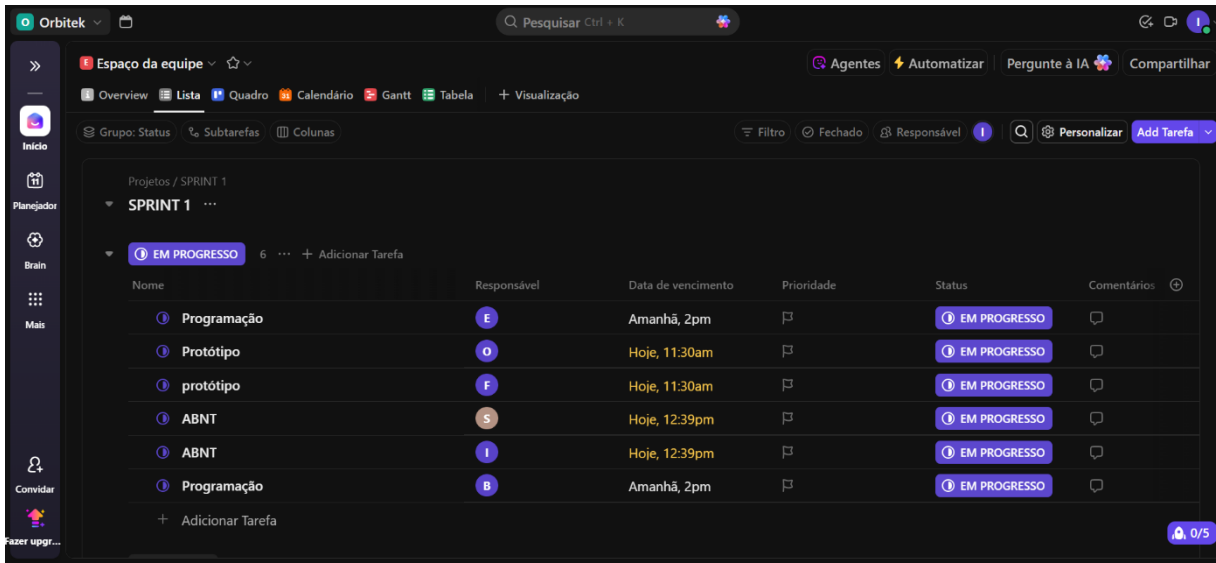 O Orbitek Pesquisar Ctrl + K I
E Espaço da equipe Agentes Automatizar Pergunte à IA Compartilhar
Overview Lista Quadro 31 Calendário Gantt Tabela + Visualização
Grupo: Status Subtarefas Colunas Filtro Fechado Responsável I Personalizar Add Tarefa
Início
11
Planejador
Brain
Mais
Convidar
Fazer upgr...
Projetos / SPRINT 1
SPRINT 1 ...
EM PROGRESSO 6 ... + Adicionar Tarefa
Nome Responsável Data de vencimento Prioridade Status Comentários
Programação E Amanhã, 2pm EM PROGRESSO
Protótipo O Hoje, 11:30am EM PROGRESSO
protótipo F Hoje, 11:30am EM PROGRESSO
ABNT S Hoje, 12:39pm EM PROGRESSO
ABNT I Hoje, 12:39pm EM PROGRESSO
Programação B Amanhã, 2pm EM PROGRESSO
+ Adicionar Tarefa
0/5